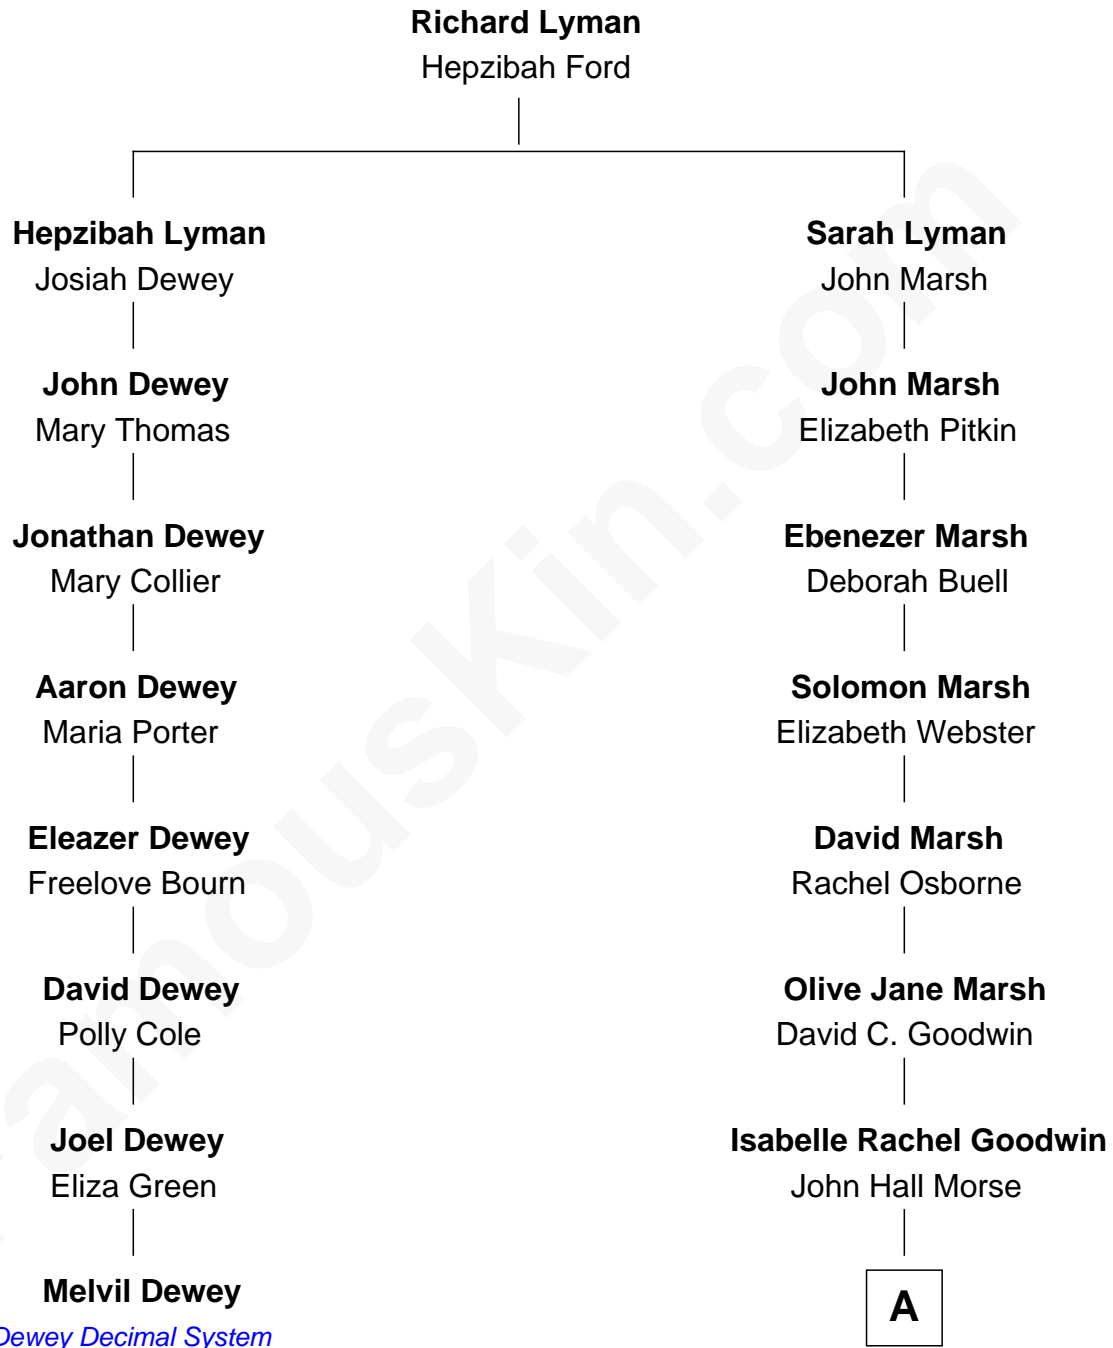 Richard Lyman
Hepzibah Ford
Hepzibah Lyman
Josiah Dewey
Sarah Lyman
John Marsh
John Dewey
Mary Thomas
John Marsh
Elizabeth Pitkin
Jonathan Dewey
Mary Collier
Ebenezer Marsh
Deborah Buell
Aaron Dewey
Maria Porter
Solomon Marsh
Elizabeth Webster
Eleazer Dewey
Freelove Bourn
David Marsh
Rachel Osborne
David Dewey
Polly Cole
Olive Jane Marsh
David C. Goodwin
Joel Dewey
Eliza Green
Isabelle Rachel Goodwin
John Hall Morse
Melvil Dewey
Dewey Decimal System
A
FamousKin.com